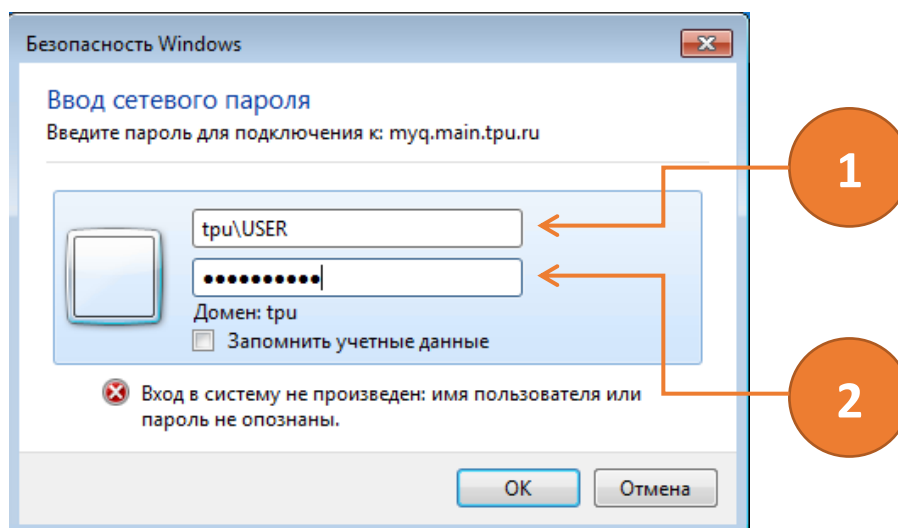 Безопасность Windows
Ввод сетевого пароля
Введите пароль для подключения к: myq.main.tpu.ru
1
tpu\USER
●●●●●●●●●●
Домен: tpu
Запомнить учетные данные
2
Вход в систему не произведен: имя пользователя или
пароль не опознаны.
OK
Отмена